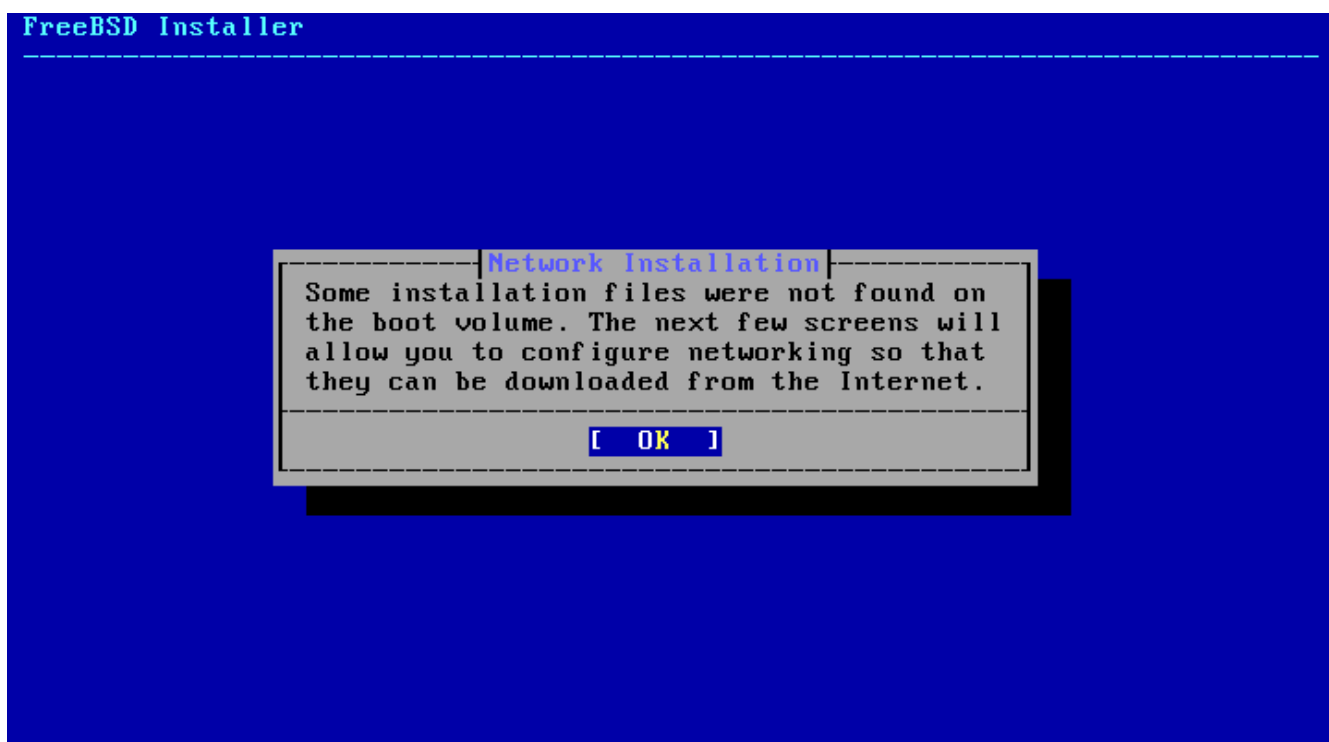 FreeBSD Installer
Network Installation
Some installation files were not found on
the boot volume. The next few screens will
allow you to configure networking so that
they can be downloaded from the Internet.
[ OK ]